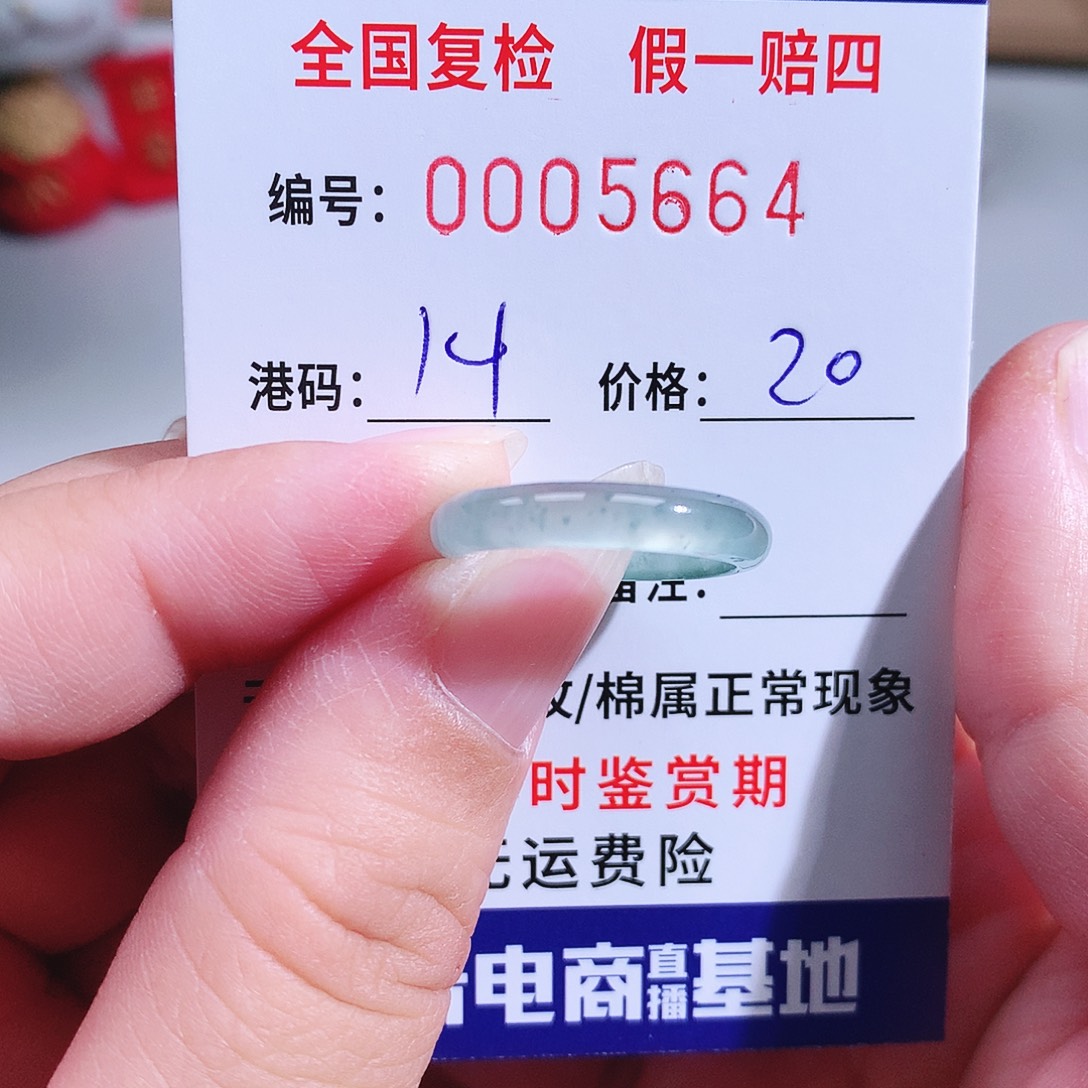 全国复检 假一赔四
编号：0005664
港码：14 价格：20
备注：
纹/棉属正常现象
时鉴赏期
无运费险
电商直播基地